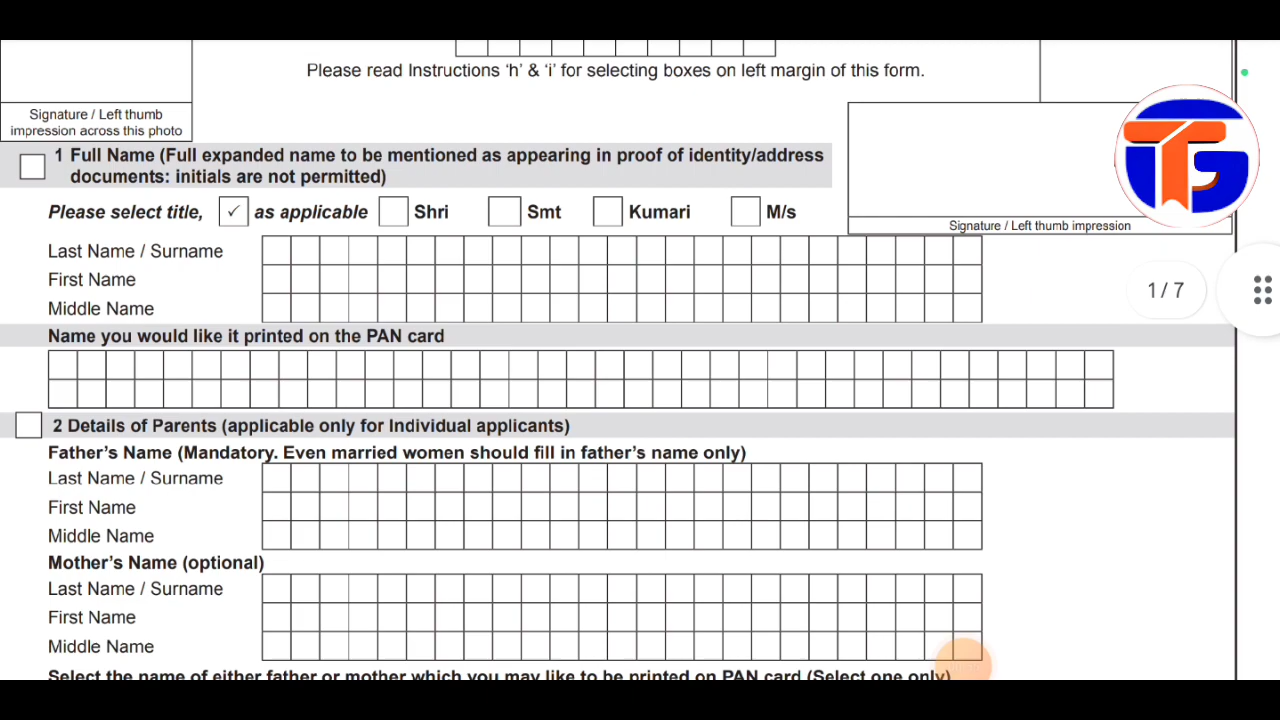 Please read Instructions ‘h’ & ‘i’ for selecting boxes on left margin of this form.
Signature / Left thumb
impression across this photo
1 Full Name (Full expanded name to be mentioned as appearing in proof of identity/address
documents: initials are not permitted)
Please select title, ✓ as applicable Shri Smt Kumari M/s
Signature / Left thumb impression
TG
Last Name / Surname
First Name
1 / 7
Middle Name
Name you would like it printed on the PAN card
2 Details of Parents (applicable only for Individual applicants)
Father’s Name (Mandatory. Even married women should fill in father’s name only)
Last Name / Surname
First Name
Middle Name
Mother’s Name (optional)
Last Name / Surname
First Name
Middle Name
Select the name of either father or mother which you may like to be printed on PAN card (Select one only)